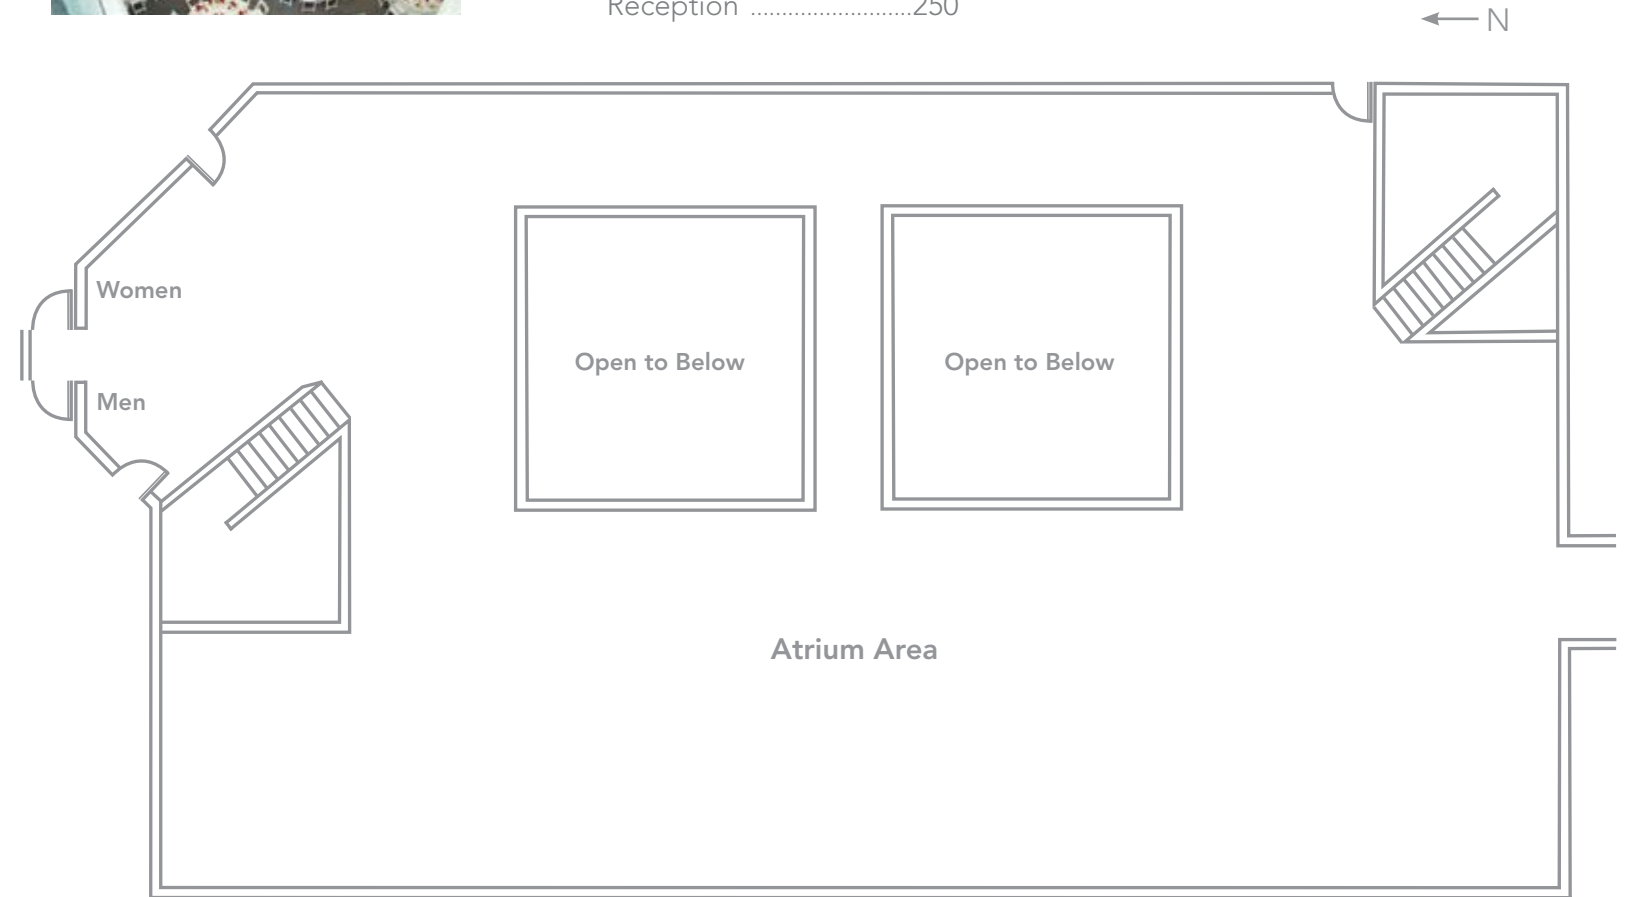 Reception ..........................250
N
Women
Open to Below
Open to Below
Men
Atrium Area